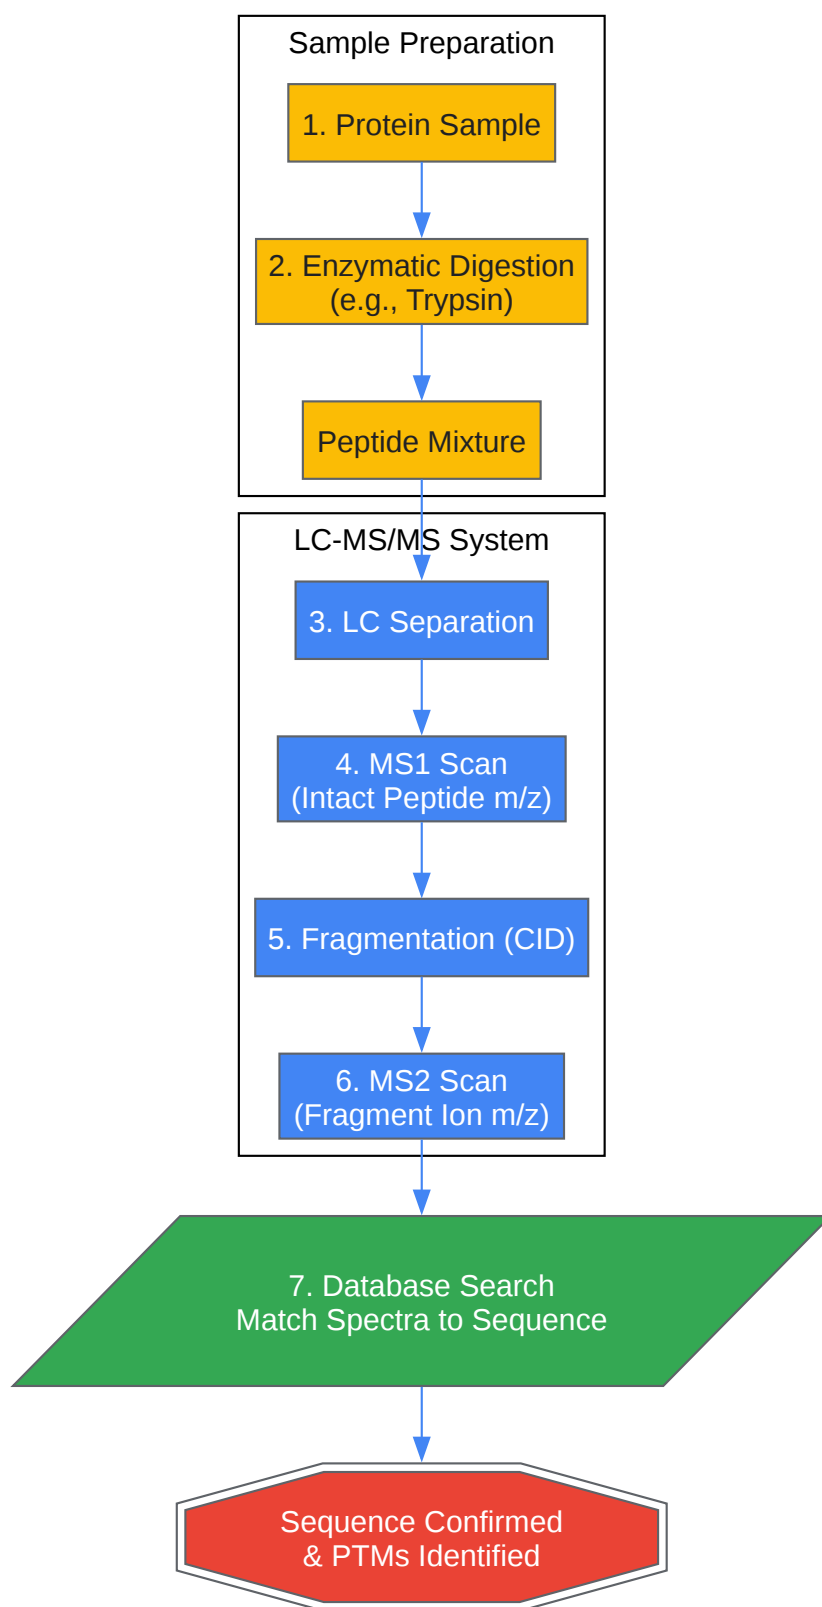 Sample Preparation
1. Protein Sample
2. Enzymatic Digestion
(e.g., Trypsin)
Peptide Mixture
LC-MS/MS System
3. LC Separation
4. MS1 Scan
(Intact Peptide m/z)
5. Fragmentation (CID)
6. MS2 Scan
(Fragment Ion m/z)
7. Database Search
Match Spectra to Sequence
Sequence Confirmed
& PTMs Identified